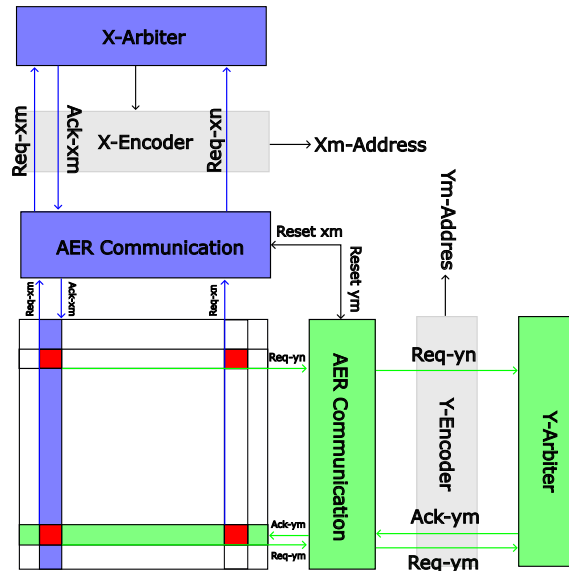 X-Arbiter
Req-xm
Ack-xm
Req-xn
X-Encoder
Xm-Address
Ym-Addres
AER Communication
Reset xm
Reset ym
Req-xm
Ack-xm
Req-xn
Req-yn
AER Communication
Req-yn
Y-Encoder
Y-Arbiter
Ack-ym
Req-ym
Ack-ym
Req-ym